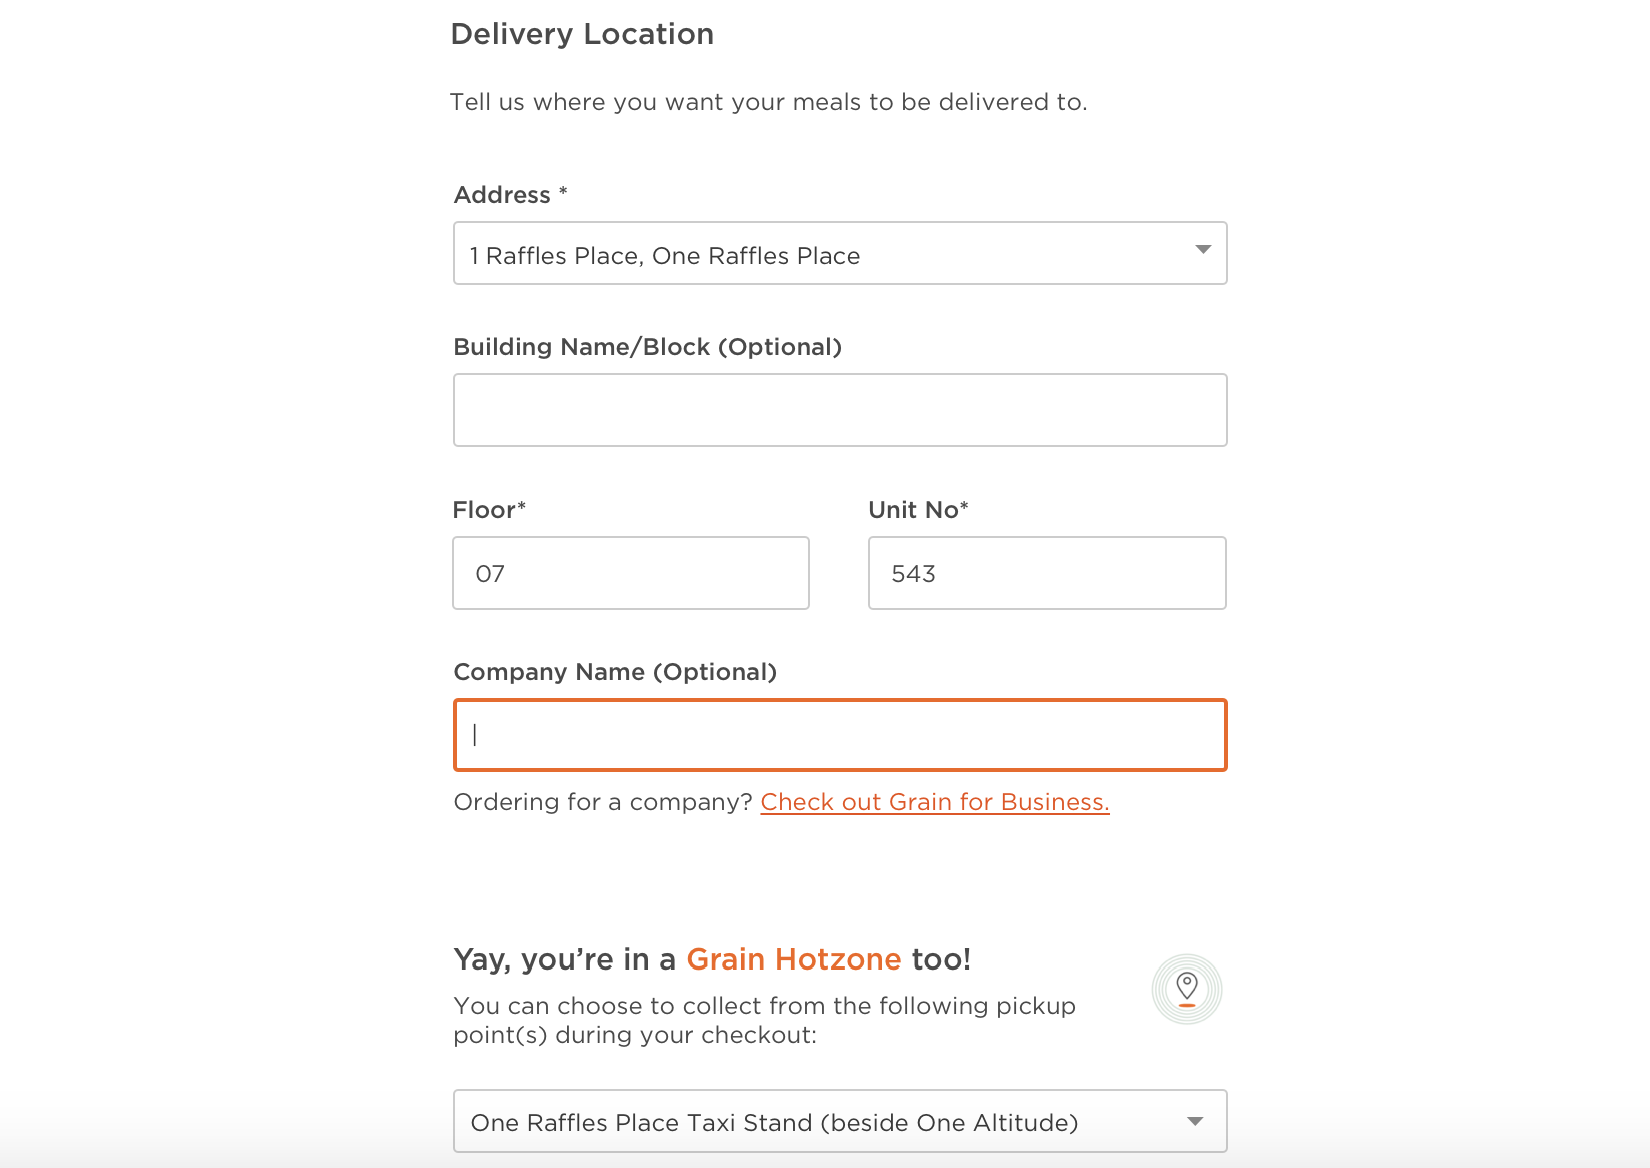 Delivery Location
Tell us where you want your meals to be delivered to.
Address *
1 Raffles Place, One Raffles Place
Building Name/Block (Optional)
Floor*
Unit No*
07
543
Company Name (Optional)
Ordering for a company? Check out Grain for Business.
Yay, you’re in a Grain Hotzone too!
You can choose to collect from the following pickup
point(s) during your checkout:
One Raffles Place Taxi Stand (beside One Altitude)